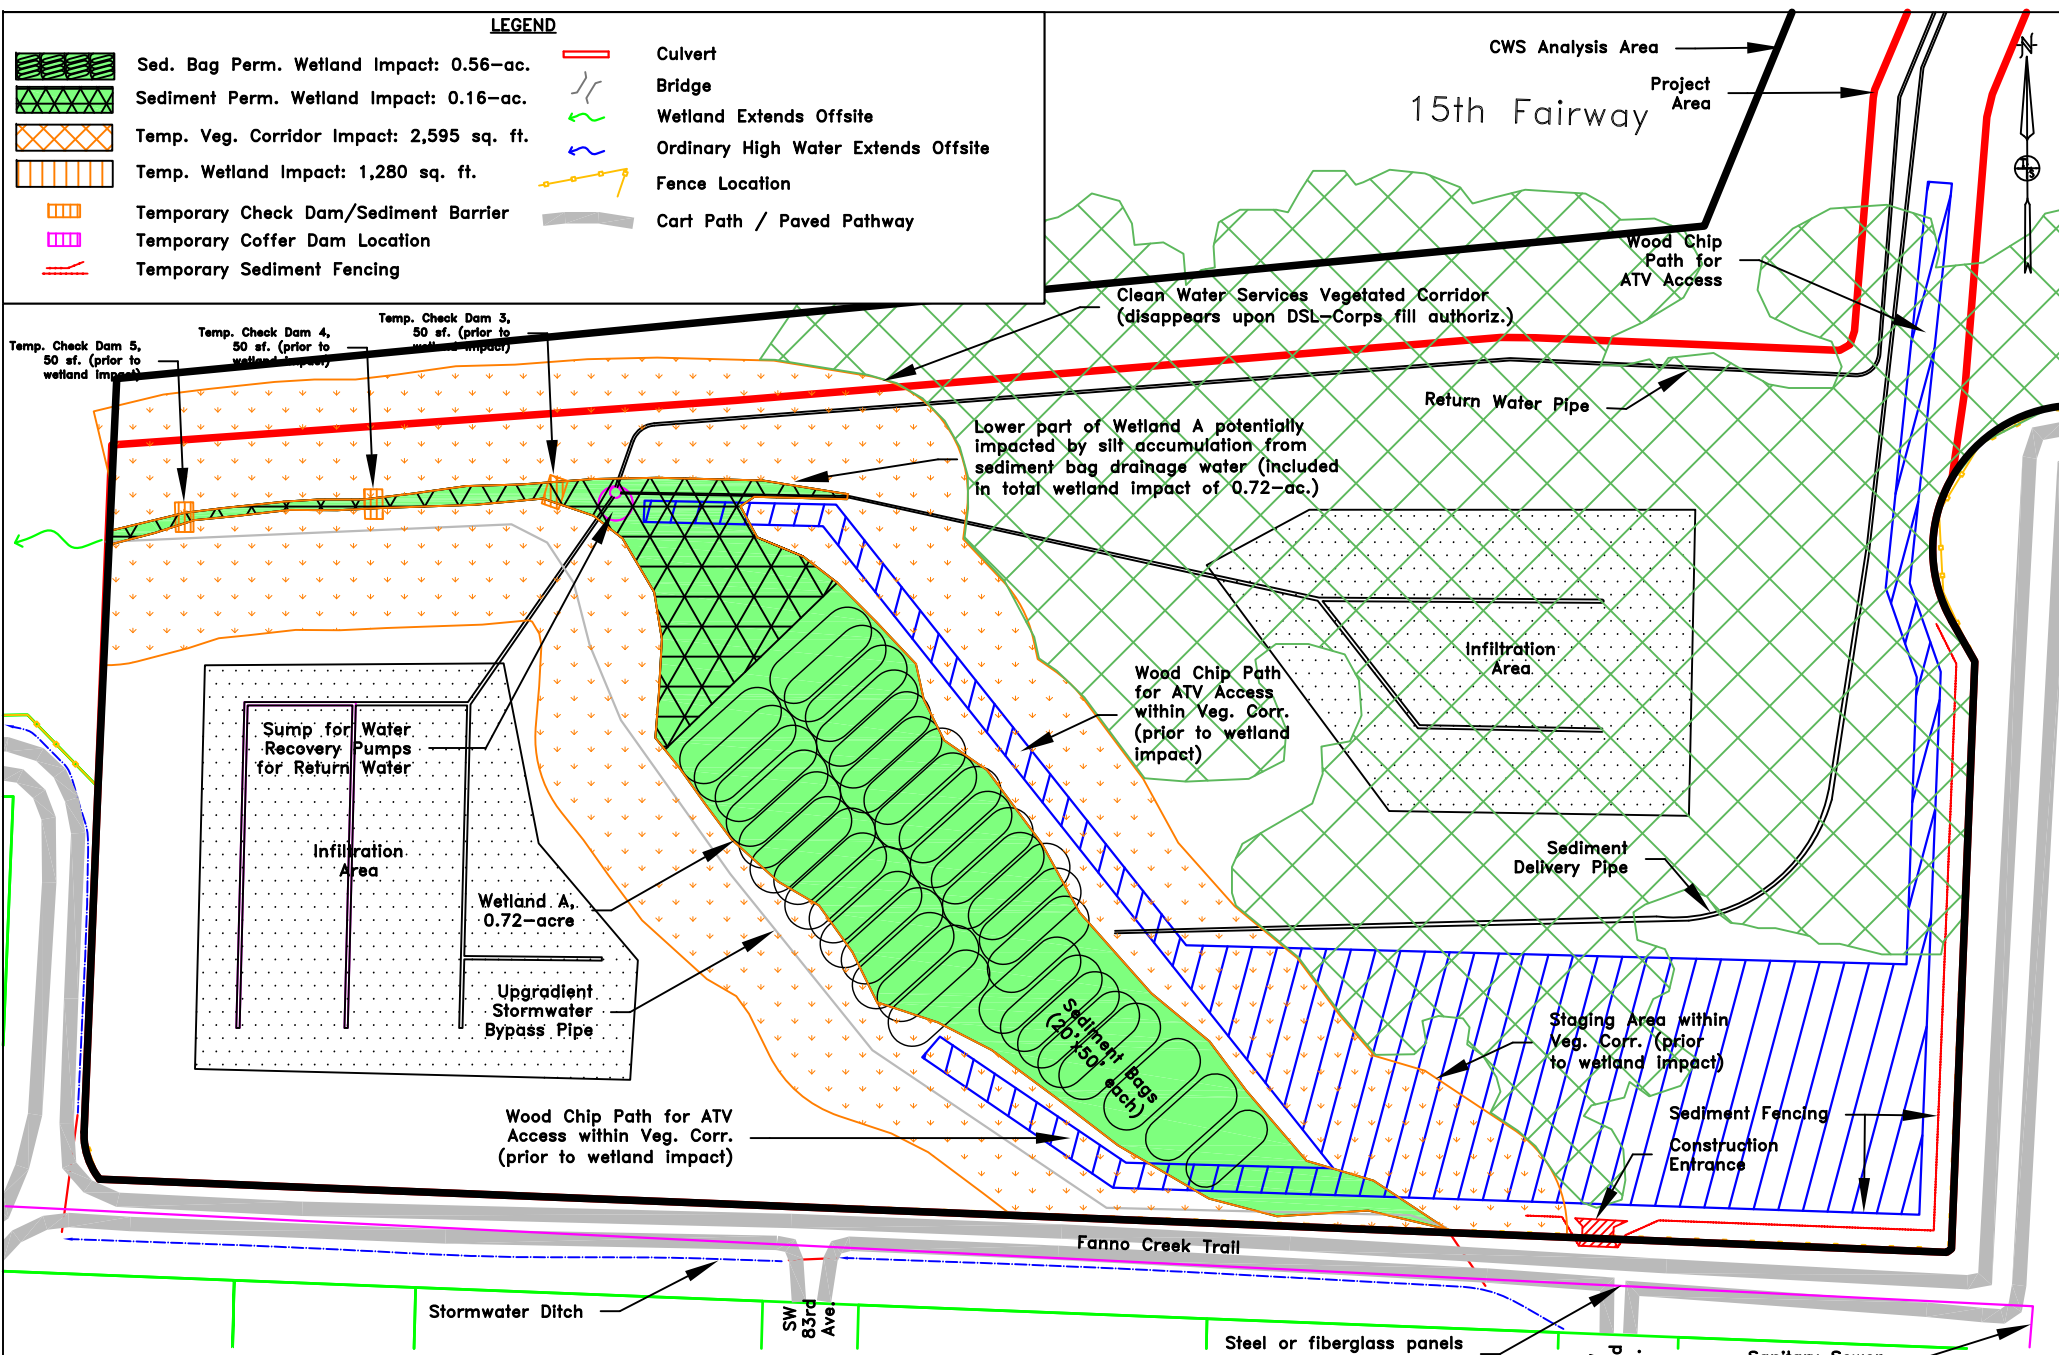 LEGEND
Sed. Bag Perm. Wetland Impact: 0.56-ac.
Sediment Perm. Wetland Impact: 0.16-ac.
Temp. Veg. Corridor Impact: 2,595 sq. ft.
Temp. Wetland Impact: 1,280 sq. ft.
Temporary Check Dam/Sediment Barrier
Temporary Coffer Dam Location
Temporary Sediment Fencing
Culvert
Bridge
Wetland Extends Offsite
Ordinary High Water Extends Offsite
Fence Location
Cart Path / Paved Pathway
CWS Analysis Area
Project
Area
15th Fairway
N
Wood Chip
Path for
ATV Access
Clean Water Services Vegetated Corridor
(disappears upon DSL-Corps fill authoriz.)
Temp. Check Dam 3,
50 sf. (prior to
wetland impact)
Temp. Check Dam 4,
50 sf. (prior to
wetland impact)
Temp. Check Dam 5,
50 sf. (prior to
wetland impact)
Return Water Pipe
Lower part of Wetland A potentially
impacted by silt accumulation from
sediment bag drainage water (included
in total wetland impact of 0.72-ac.)
Infiltration
Area
Wood Chip Path
for ATV Access
within Veg. Corr.
(prior to wetland
impact)
Sump for Water
Recovery Pumps
for Return Water
Infiltration
Area
Sediment
Delivery Pipe
Wetland A,
0.72-acre
Upgradient
Stormwater
Bypass Pipe
Sediment Bags
(20'x50' each)
Staging Area within
Veg. Corr. (prior
to wetland impact)
Sediment Fencing
Construction
Entrance
Wood Chip Path for ATV
Access within Veg. Corr.
(prior to wetland impact)
Fanno Creek Trail
Stormwater Ditch
SW
83rd
Ave.
Steel or fiberglass panels
Sanitary Sewer